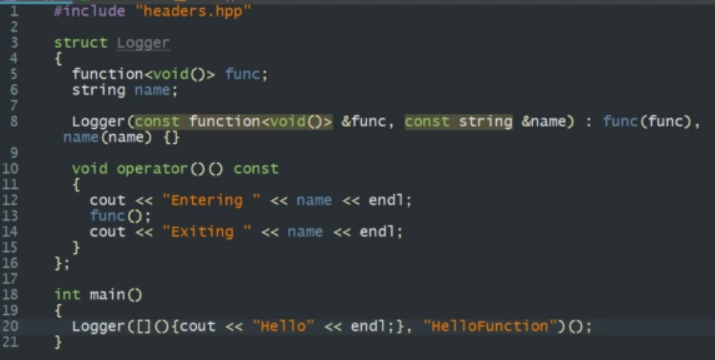 1 #include "headers.hpp"
2
3 struct Logger
4 {
5 function<void()> func;
6 string name;
7
8 Logger(const function<void()> &func, const string &name) : func(func),
name(name) {}
9
10 void operator()() const
11 {
12 cout << "Entering " << name << endl;
13 func();
14 cout << "Exiting " << name << endl;
15 }
16 };
17
18 int main()
19 {
20 Logger([](){cout << "Hello" << endl;}, "HelloFunction")();
21 }